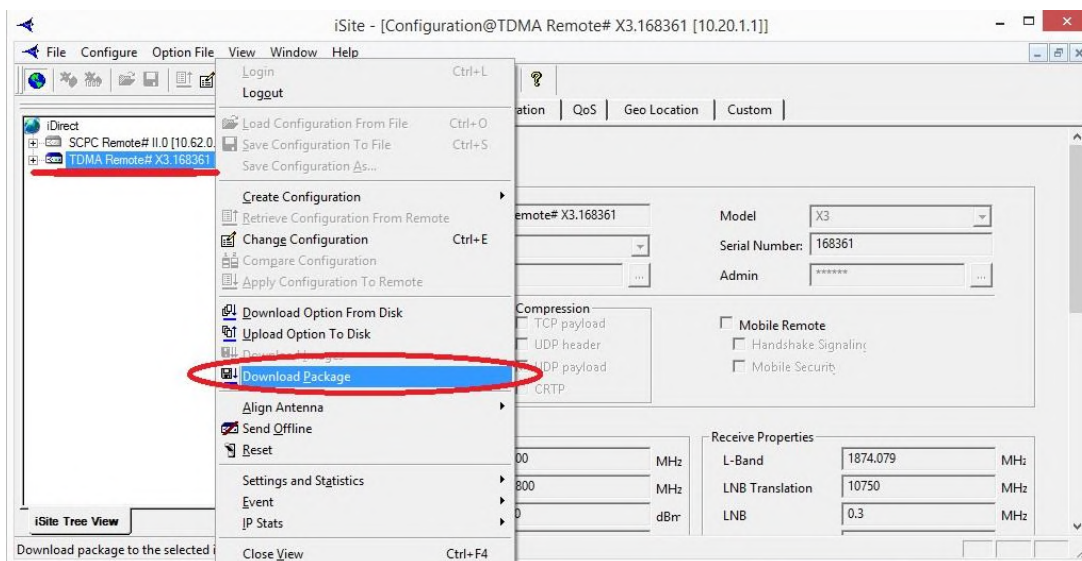 iSite - [Configuration@TDMA Remote# X3.168361 [10.20.1.1]]
File Configure Option File View Window Help
ation QoS Geo Location Custom
iDirect
SCPC Remote# II.0 [10.62.0.
TDMA Remote# X3.168361
Login Ctrl+L
Logout
Load Configuration From File Ctrl+O
Save Configuration To File Ctrl+S
Save Configuration As...
Create Configuration
Retrieve Configuration From Remote
Change Configuration Ctrl+E
Compare Configuration
Apply Configuration To Remote
Download Option From Disk
Upload Option To Disk
Download Images
Download Package
Align Antenna
Send Offline
Reset
Settings and Statistics
Event
IP Stats
Close View Ctrl+F4
emote# X3.168361
Model X3
Serial Number: 168361
Admin ******
...
...
Compression
TCP payload
UDP header
UDP payload
CRTP
Mobile Remote
Handshake Signaling
Mobile Security
00 MHz
800 MHz
0 dBm
Receive Properties
L-Band 1874.079 MHz
LNB Translation 10750 MHz
LNB 0.3 MHz
iSite Tree View
Download package to the selected i